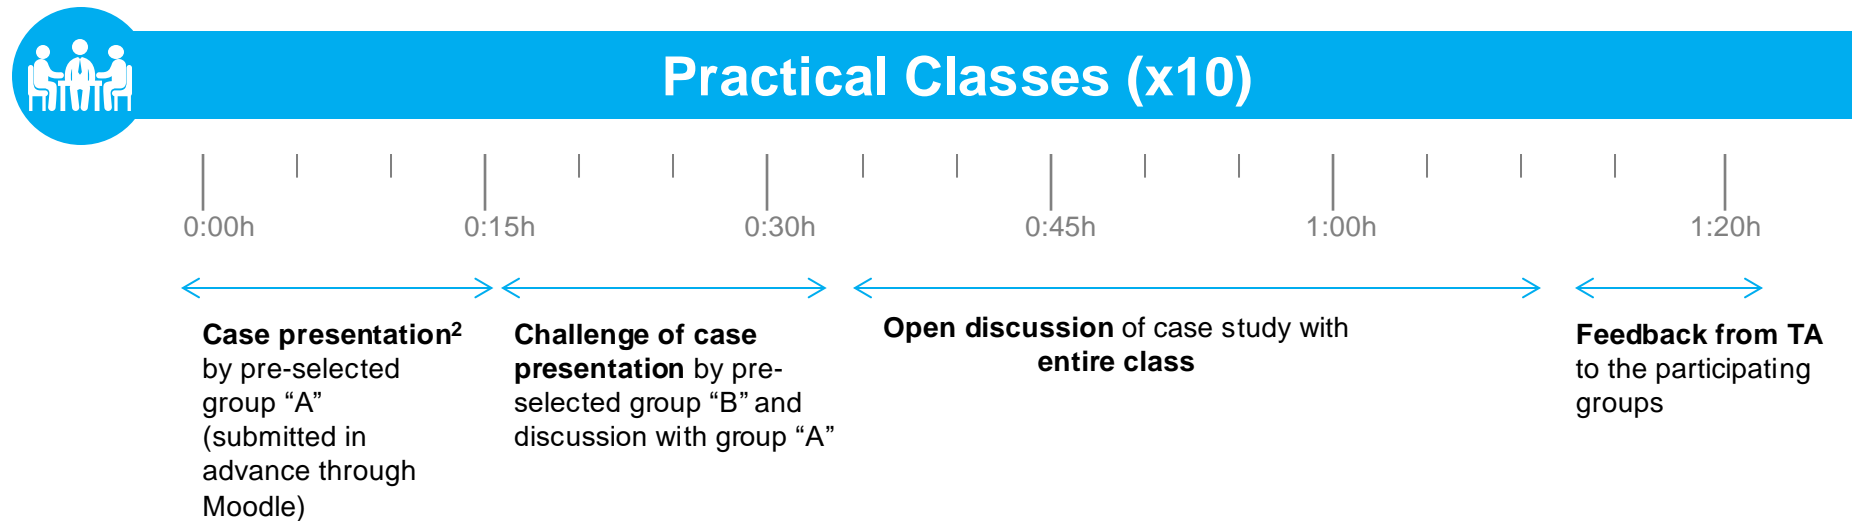 Practical Classes (x10)
0:00h 0:15h 0:30h 0:45h 1:00h 1:20h
Case presentation²
by pre-selected
group “A”
(submitted in
advance through
Moodle)
Challenge of case
presentation by pre-
selected group “B” and
discussion with group “A”
Open discussion of case study with
entire class
Feedback from TA
to the participating
groups